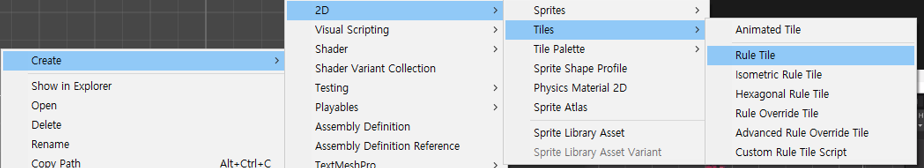 Create
Show in Explorer
Open
Delete
Rename
Copy Path Alt+Ctrl+C
2D
Visual Scripting
Shader
Shader Variant Collection
Testing
Playables
Assembly Definition
Assembly Definition Reference
TextMeshPro
Sprites
Tiles
Tile Palette
Sprite Shape Profile
Physics Material 2D
Sprite Atlas
Sprite Library Asset
Sprite Library Asset Variant
Animated Tile
Rule Tile
Isometric Rule Tile
Hexagonal Rule Tile
Rule Override Tile
Advanced Rule Override Tile
Custom Rule Tile Script